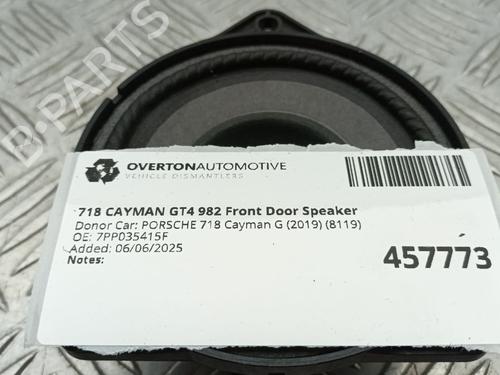 B-PARTS
OVERTONAUTOMOTIVE
VEHICLE DISMANTLERS
718 CAYMAN GT4 982 Front Door Speaker
Donor Car: PORSCHE 718 Cayman G (2019) (8119)
OE: 7PP035415F
Added: 06/06/2025
Notes:
457773